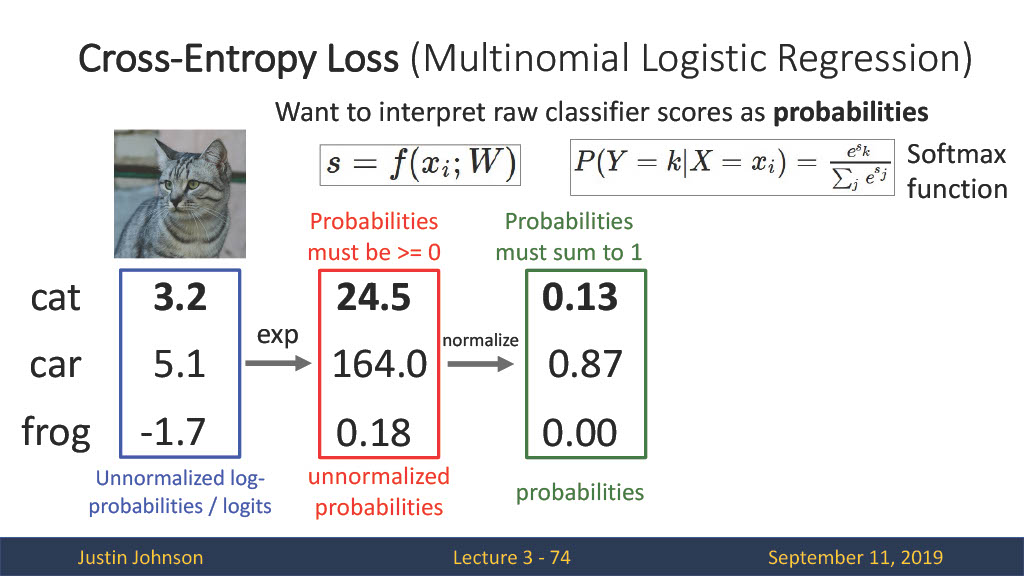 Cross-Entropy Loss (Multinomial Logistic Regression)
Want to interpret raw classifier scores as probabilities
s = f(x_i; W)
P(Y = k|X = x_i) = \frac{e^{s_k}}{\sum_j e^{s_j}}
Softmax
function
Probabilities
must be >= 0
Probabilities
must sum to 1
cat 3.2 24.5 0.13
exp
normalize
car 5.1 164.0 0.87
frog -1.7 0.18 0.00
Unnormalized log-
probabilities / logits
unnormalized
probabilities
probabilities
Justin Johnson
Lecture 3 - 74
September 11, 2019